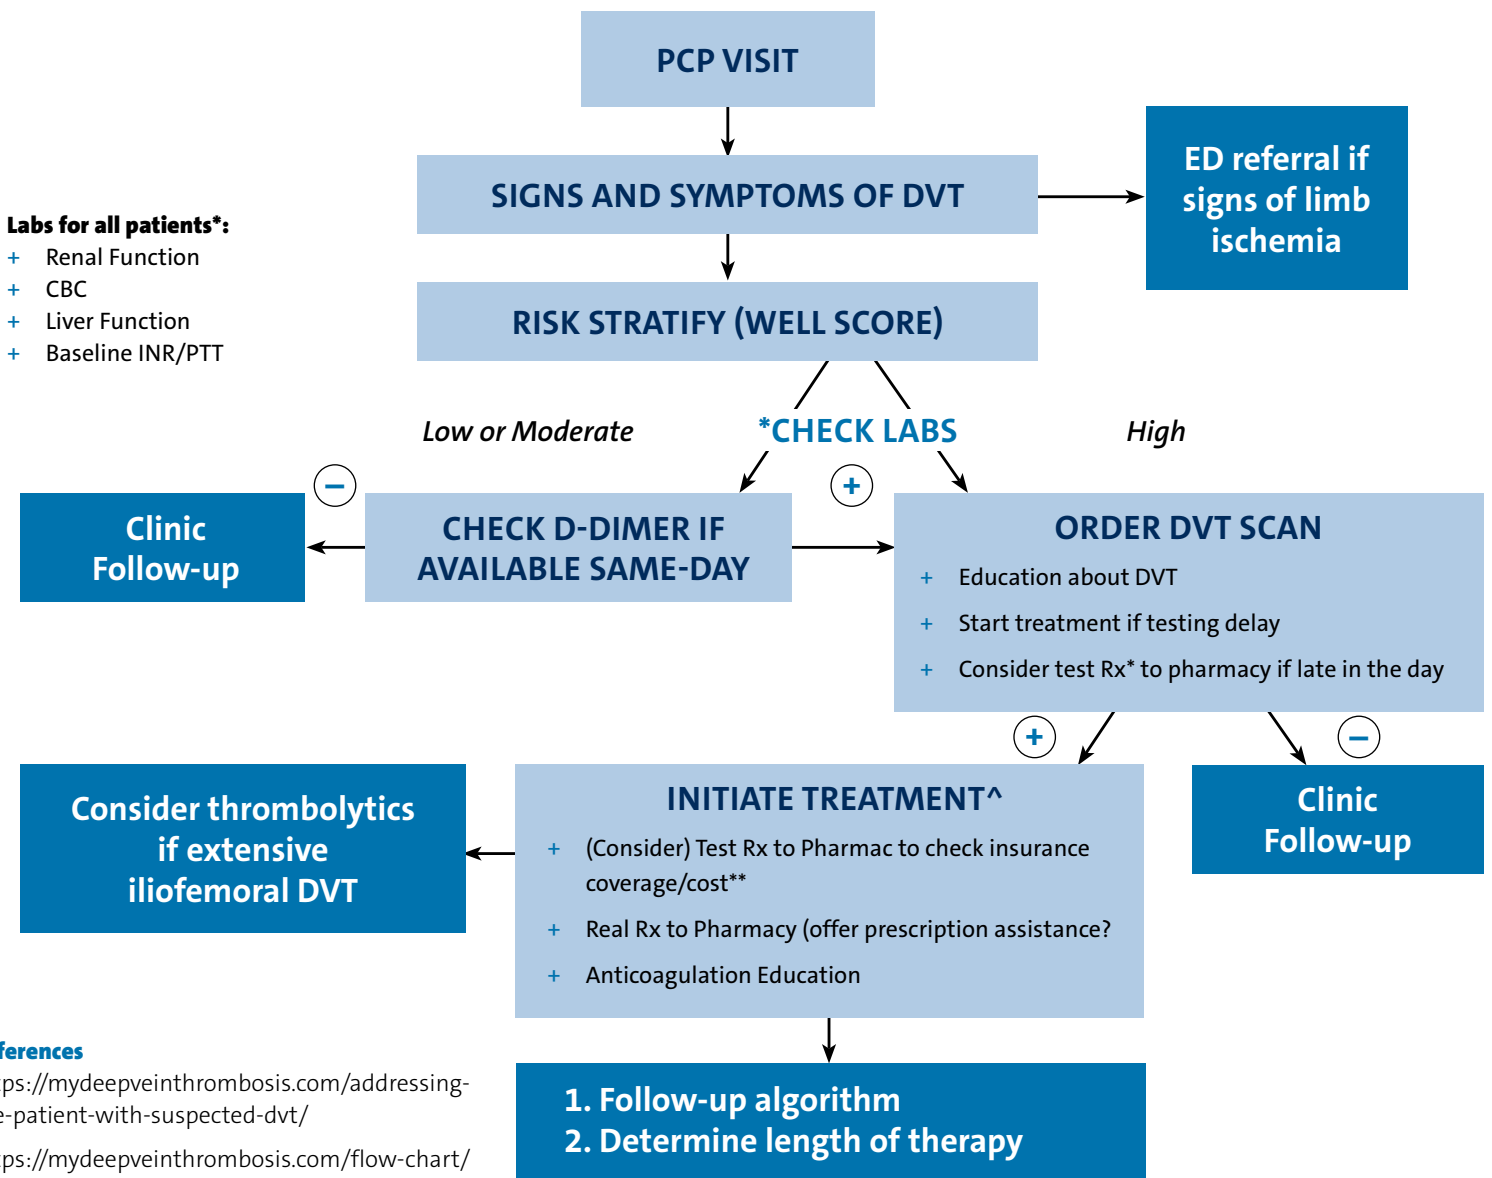 PCP VISIT
SIGNS AND SYMPTOMS OF DVT
ED referral if
signs of limb
ischemia
Labs for all patients*:
+ Renal Function
+ CBC
+ Liver Function
+ Baseline INR/PTT
RISK STRATIFY (WELL SCORE)
Low or Moderate
*CHECK LABS
High
–
+
Clinic
Follow-up
CHECK D-DIMER IF
AVAILABLE SAME-DAY
ORDER DVT SCAN
+ Education about DVT
+ Start treatment if testing delay
+ Consider test Rx* to pharmacy if late in the day
+
–
Consider thrombolytics
if extensive
iliofemoral DVT
INITIATE TREATMENT^
+ (Consider) Test Rx to Pharmac to check insurance
coverage/cost**
+ Real Rx to Pharmacy (offer prescription assistance?
+ Anticoagulation Education
Clinic
Follow-up
ferences
tps://mydeepveinthrombosis.com/addressing-
e-patient-with-suspected-dvt/
tps://mydeepveinthrombosis.com/flow-chart/
1. Follow-up algorithm
2. Determine length of therapy